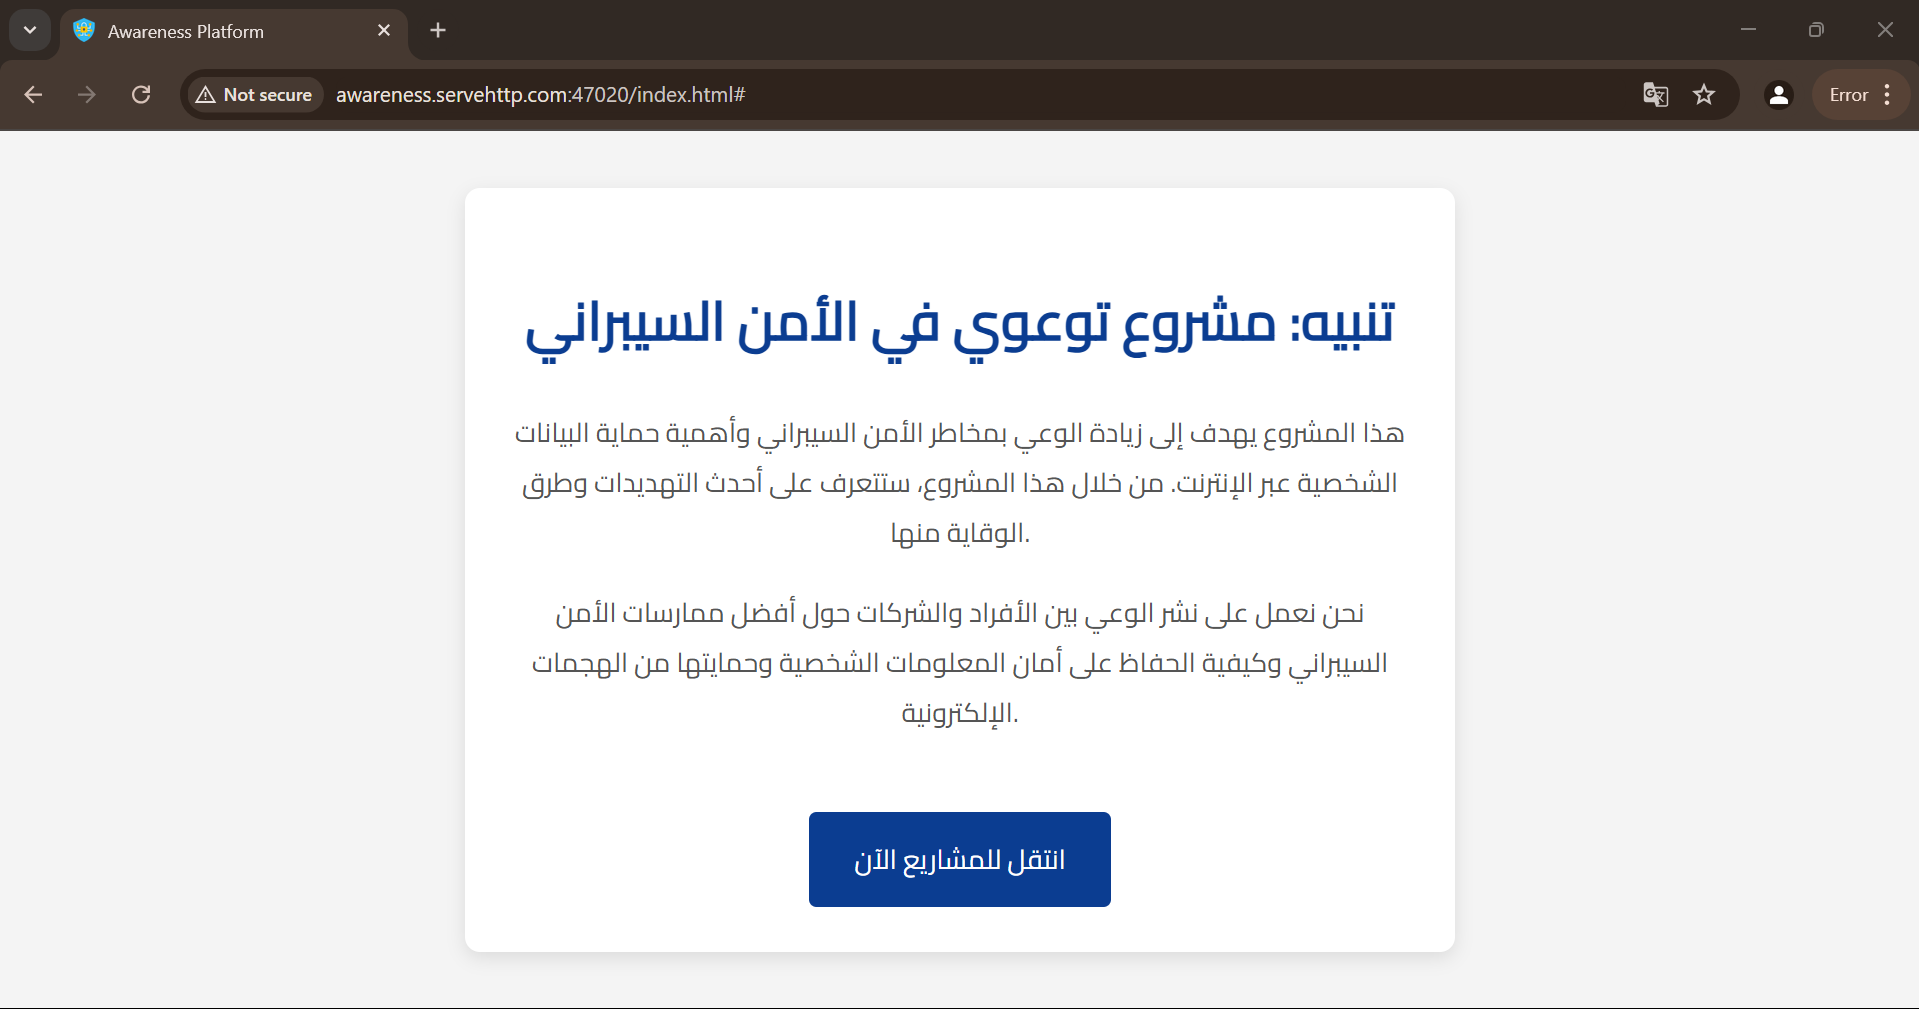 Awareness Platform
Not secure
awareness.servehttp.com:47020/index.html#
Error
تنبيه: مشروع توعوي في الأمن السيبراني
هذا المشروع يهدف إلى زيادة الوعي بمخاطر الأمن السيبراني وأهمية حماية البيانات
الشخصية عبر الإنترنت. من خلال هذا المشروع، ستتعرف على أحدث التهديدات وطرق
الوقاية منها.
نحن نعمل على نشر الوعي بين الأفراد والشركات حول أفضل ممارسات الأمن
السيبراني وكيفية الحفاظ على أمان المعلومات الشخصية وحمايتها من الهجمات
الإلكترونية.
انتقل للمشاريع الآن